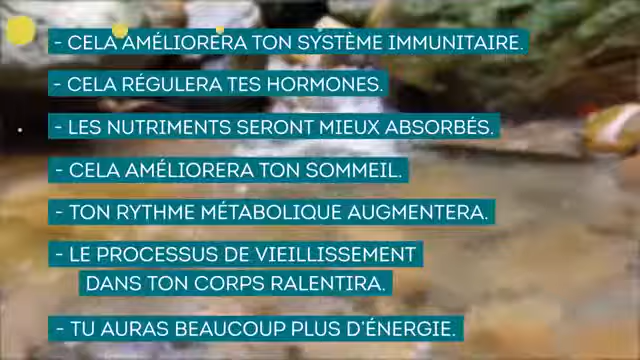 - CELA AMÉLIORERA TON SYSTÈME IMMUNITAIRE.
- CELA RÉGULERA TES HORMONES.
- LES NUTRIMENTS SERONT MIEUX ABSORBÉS.
- CELA AMÉLIORERA TON SOMMEIL.
- TON RYTHME MÉTABOLIQUE AUGMENTERA.
- LE PROCESSUS DE VIEILLISSEMENT
DANS TON CORPS RALENTIRA.
- TU AURAS BEAUCOUP PLUS D'ÉNERGIE.